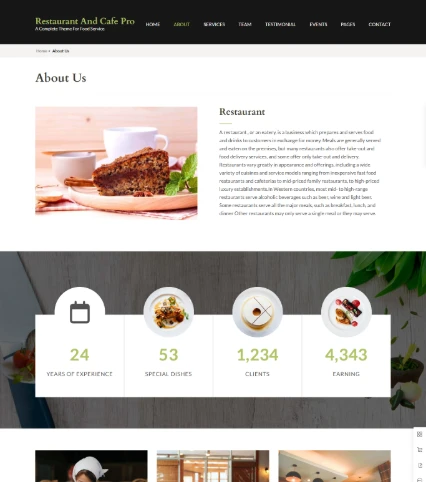 Restaurant And Cafe Pro
A Complete Theme For Food Service
HOME ABOUT SERVICES TEAM TESTIMONIAL EVENTS PAGES CONTACT
Home • About Us
About Us
Restaurant
A restaurant, or an eatery, is a business which prepares and serves food
and drinks to customers in exchange for money. Meals are generally served
and eaten on the premises, but many restaurants also offer take-out and
food delivery services, and some offer only take-out and delivery.
Restaurants vary greatly in appearance and offerings, including a wide
variety of cuisines and service models ranging from inexpensive fast food
restaurants and cafeterias to mid-priced family restaurants, to high-priced
luxury establishments.In Western countries, most mid- to high-range
restaurants serve alcoholic beverages such as beer, wine and light beer.
Some restaurants serve all the major meals, such as breakfast, lunch, and
dinner Other restaurants may only serve a single meal or they may serve.
24 53 1,234 4,343
YEARS OF EXPERIENCE SPECIAL DISHES CLIENTS EARNING